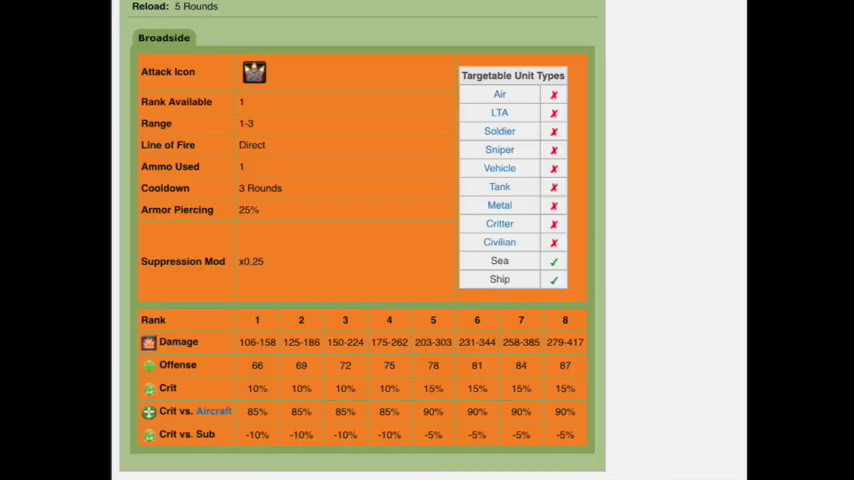 Reload: 5 Rounds
Broadside
Attack Icon
Rank Available 1
Range 1-3
Line of Fire Direct
Ammo Used 1
Cooldown 3 Rounds
Armor Piercing 25%
Suppression Mod x0.25
Targetable Unit Types
Air ✗
LTA ✗
Soldier ✗
Sniper ✗
Vehicle ✗
Tank ✗
Metal ✗
Critter ✗
Civilian ✗
Sea ✓
Ship ✓
Rank 1 2 3 4 5 6 7 8
Damage 106-158 125-186 150-224 175-262 203-303 231-344 258-385 279-417
Offense 66 69 72 75 78 81 84 87
Crit 10% 10% 10% 10% 15% 15% 15% 15%
Crit vs. Aircraft 85% 85% 85% 85% 90% 90% 90% 90%
Crit vs. Sub -10% -10% -10% -10% -5% -5% -5% -5%